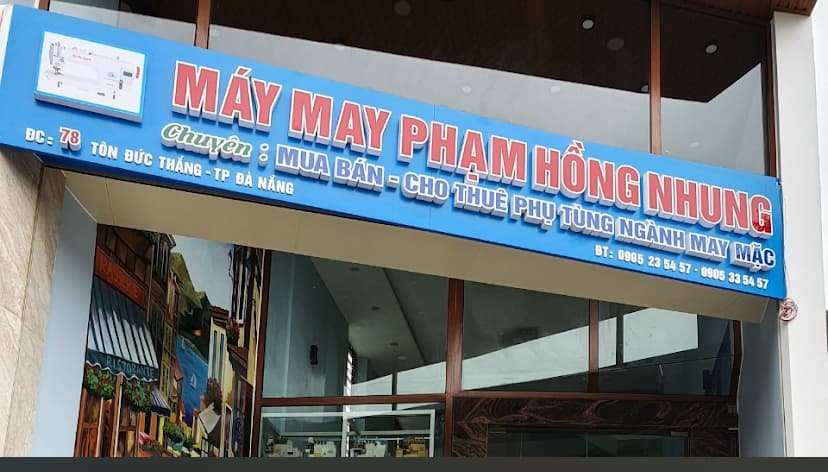 MÁY MAY PHẠM HỒNG NHUNG
Chuyên : MUA BÁN - CHO THUÊ PHỤ TÙNG NGÀNH MAY MẶC
ĐC : 78 TÔN ĐỨC THẮNG - TP ĐÀ NẴNG
ĐT : 0905 23 54 57 - 0905 33 54 57
RISTORANTE